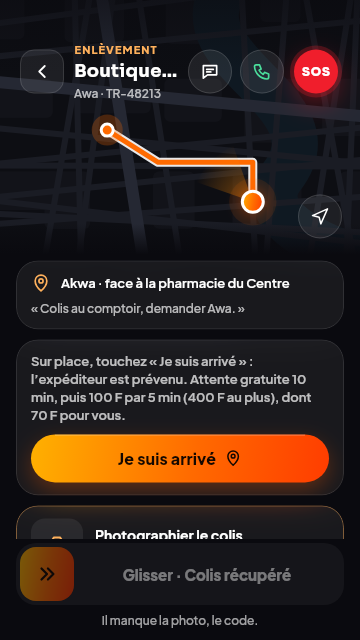 ENLÈVEMENT
Boutique...
SOS
Awa · TR-48213
Akwa · face à la pharmacie du Centre
« Colis au comptoir, demander Awa. »
Sur place, touchez « Je suis arrivé » :
l'expéditeur est prévenu. Attente gratuite 10
min, puis 100 F par 5 min (400 F au plus), dont
70 F pour vous.
Je suis arrivé
Photographier le colis
Glisser · Colis récupéré
Il manque la photo, le code.